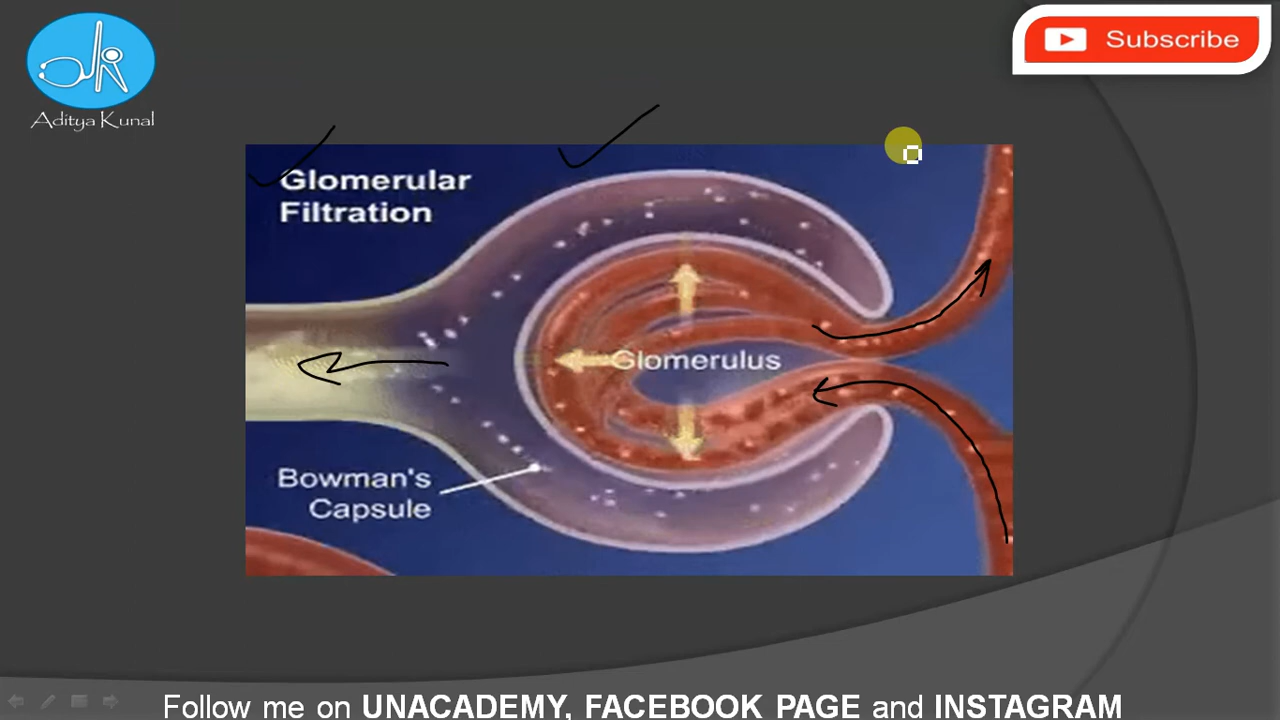 Aditya Kunal
Subscribe
Glomerular
Filtration
Glomerulus
Bowman's
Capsule
Follow me on UNACADEMY, FACEBOOK PAGE and INSTAGRAM